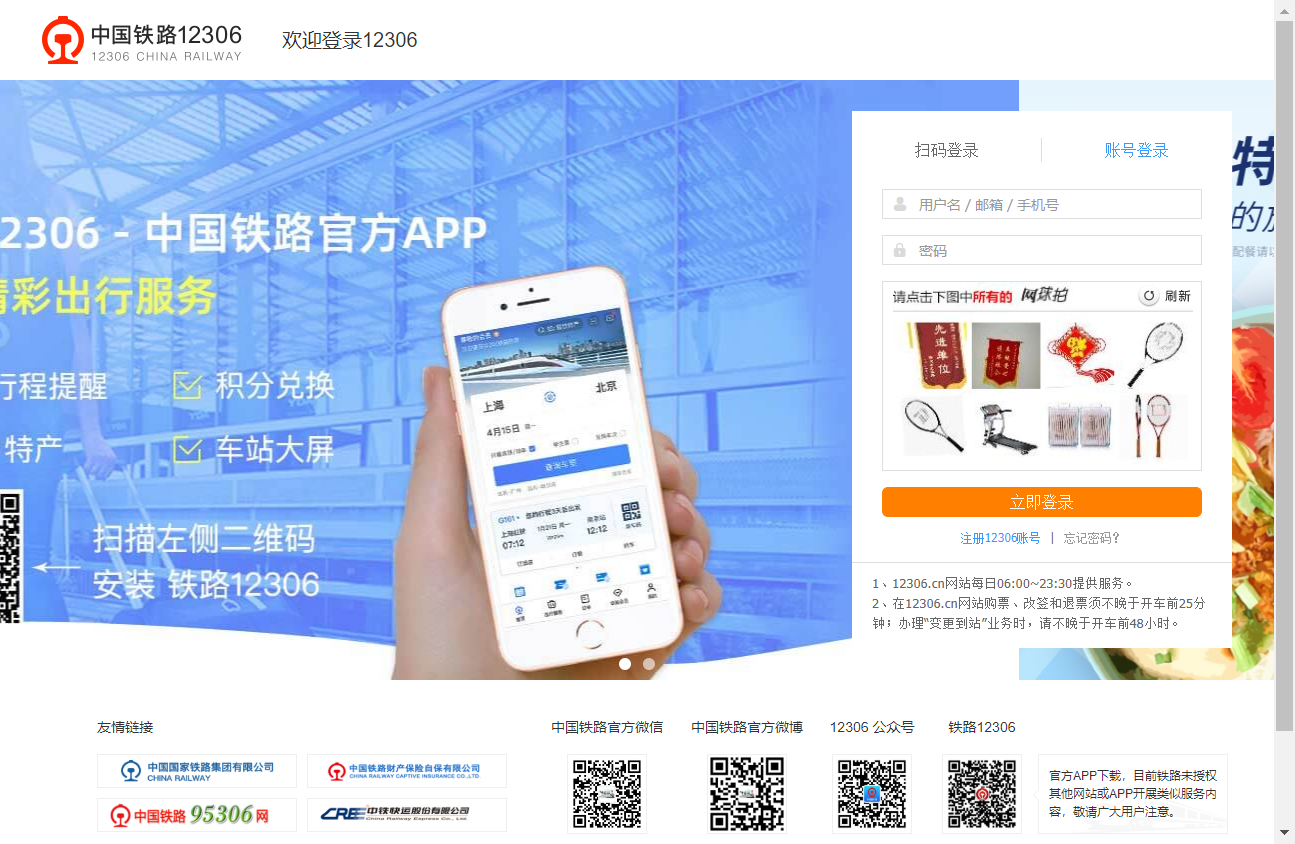 中国铁路12306
12306 CHINA RAILWAY
欢迎登录12306
2306 - 中国铁路官方APP
精彩出行服务
行程提醒
积分兑换
特产
车站大屏
扫描左侧二维码
安装 铁路12306
上海
北京
4月15日
查询车票
G161
07:12
12:12
扫码登录
账号登录
用户名 / 邮箱 / 手机号
密码
请点击下图中所有的 网球拍
刷新
先进单位
立即登录
注册12306账号 | 忘记密码?
1、12306.cn网站每日06:00~23:30提供服务。
2、在12306.cn网站购票、改签和退票须不晚于开车前25分
钟；办理“变更到站”业务时，请不晚于开车前48小时。
特
的
配餐请以
友情链接
中国铁路官方微信
中国铁路官方微博
12306 公众号
铁路12306
中国国家铁路集团有限公司
CHINA RAILWAY
中国铁路财产保险自保有限公司
CHINA RAILWAY CAPTIVE INSURANCE CO.,LTD.
中国铁路 95306 网
CRE 中铁快运股份有限公司
China Railway Express Co., Ltd.
官方APP下载，目前铁路未授权
其他网站或APP开展类似服务内
容，敬请广大用户注意。